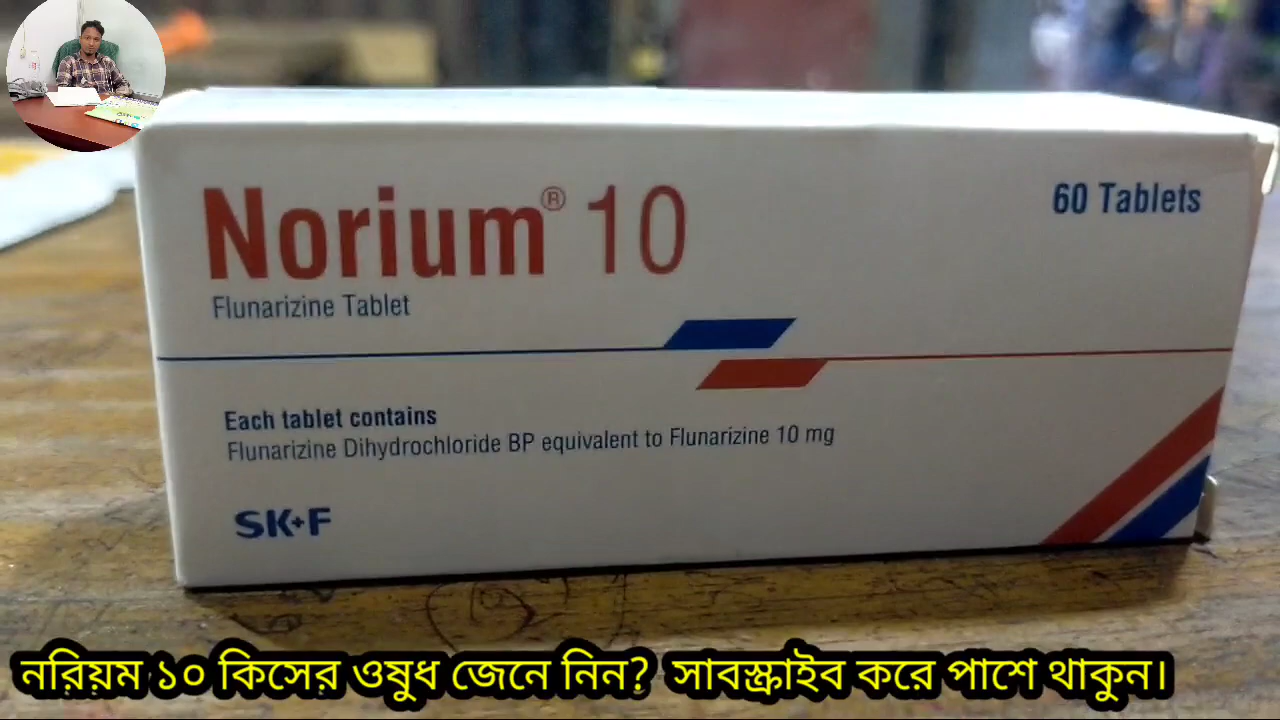 Norium® 10
60 Tablets
Flunarizine Tablet
Each tablet contains
Flunarizine Dihydrochloride BP equivalent to Flunarizine 10 mg
SK+F
নরিয়ম ১০ কিসের ওষুধ জেনে নিন? সাবস্ক্রাইব করে পাশে থাকুন।